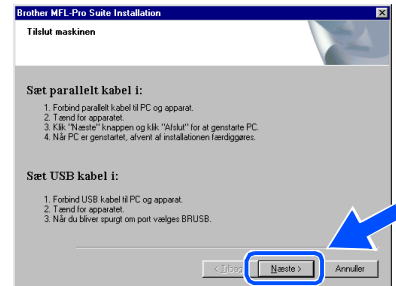 Brother MFL-Pro Suite Installation
Tilslut maskinen
Sæt parallelt kabel i:
1. Forbind parallelt kabel til PC og apparat.
2. Tænd for apparatet.
3. Klik "Næste" knappen og klik "Afslut" for at genstarte PC.
4. Når PC er genstartet, afvent af installationen færdiggøres.
Sæt USB kabel i:
1. Forbind USB kabel til PC og apparat.
2. Tænd for apparatet.
3. Når du bliver spurgt om port vælges BRUSB.
Næste > Annuller